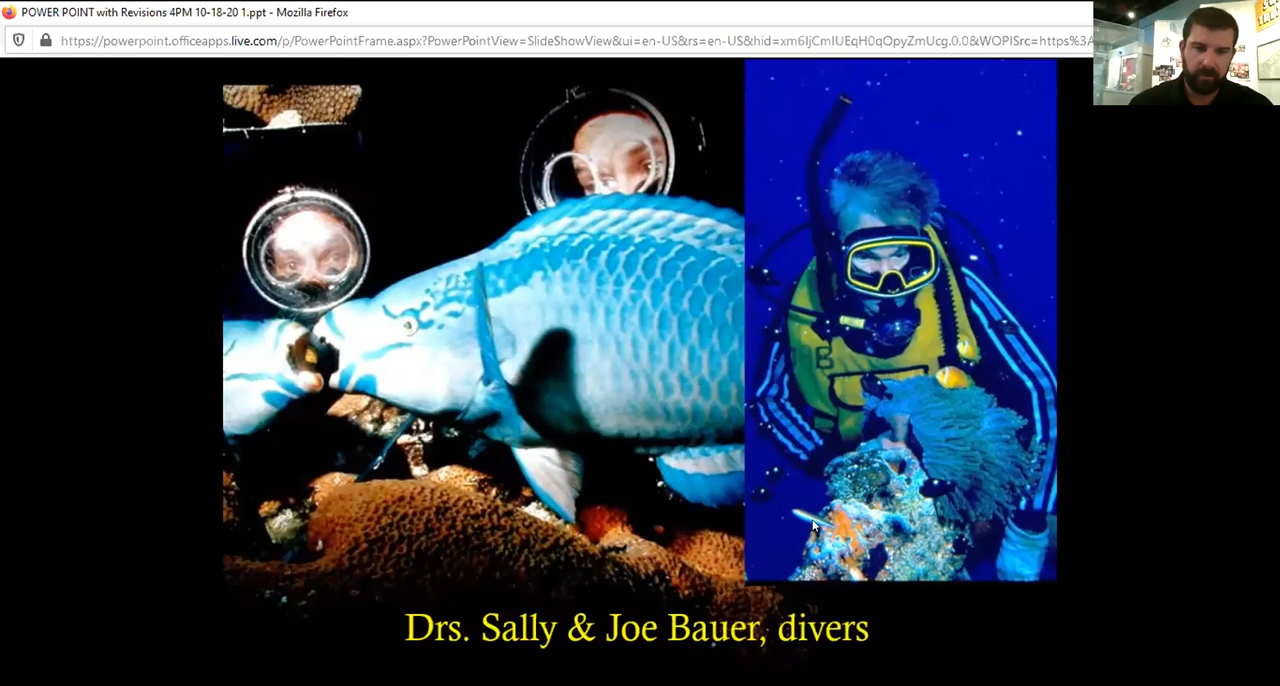 POWER POINT with Revisions 4PM 10-18-20 1.ppt - Mozilla Firefox
https://powerpoint.officeapps.live.com/p/PowerPointFrame.aspx?PowerPointView=SlideShowView&ui=en-US&rs=en-US&hid=xm6IjCmIUEqH0qOpyZmUcg.0.0&WOPISrc=https%3A
Drs. Sally & Joe Bauer, divers